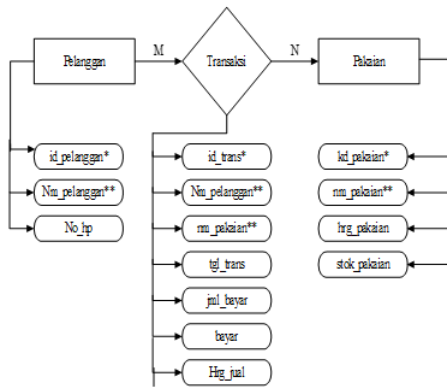 Pelanggan
M
Transaksi
N
Pakaian
id_pelanggan*
Nm_pelanggan**
No_hp
id_trans*
Nm_pelanggan**
nm_pakaian**
tgl_trans
jml_bayar
bayar
Hrg_jual
kd_pakaian*
nm_pakaian**
hrg_pakaian
stok_pakaian